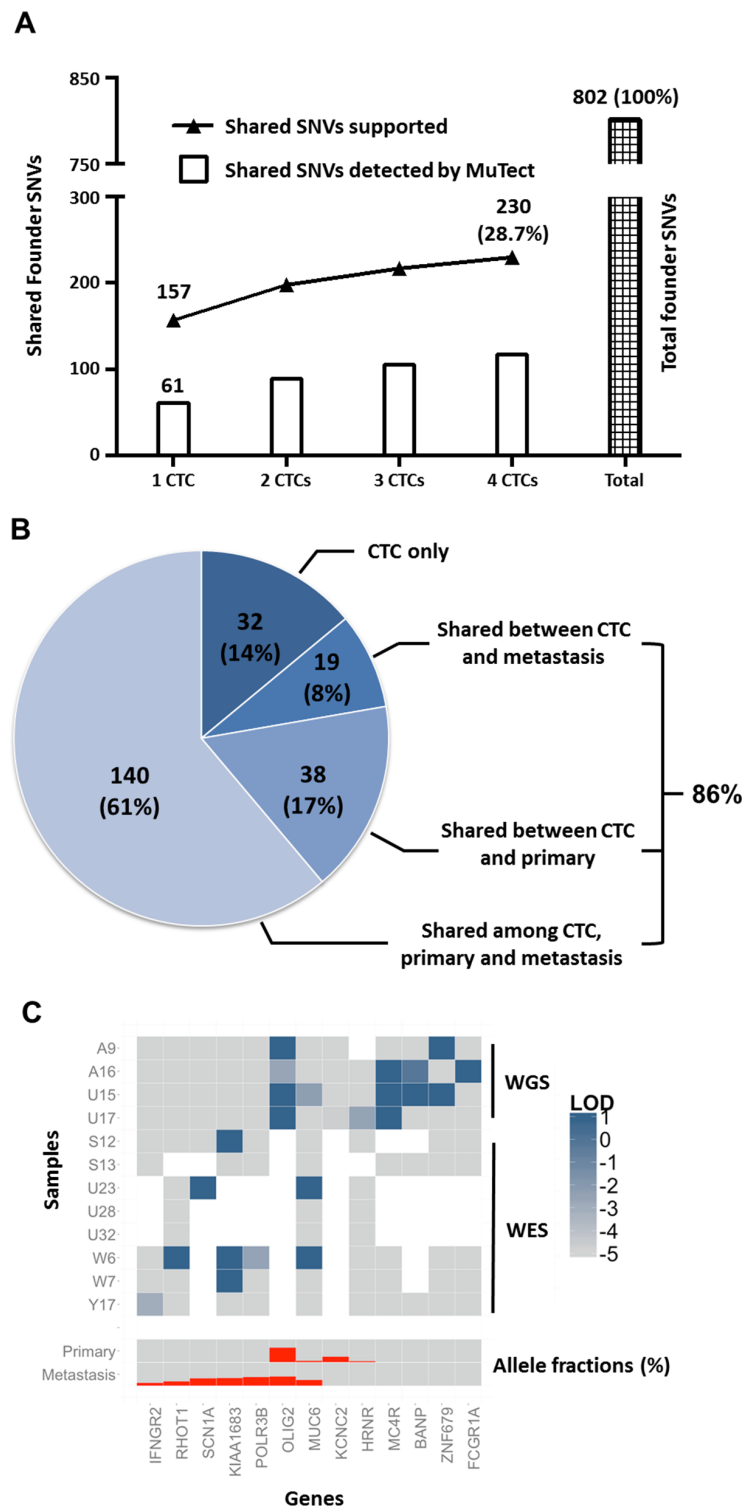 A
850
750
300
200
100
0
Shared Founder SNVs
Shared SNVs supported
Shared SNVs detected by MuTect
802 (100%)
230
(28.7%)
157
61
Total founder SNVs
1 CTC
2 CTCs
3 CTCs
4 CTCs
Total
B
CTC only
32
(14%)
Shared between CTC
and metastasis
19
(8%)
140
(61%)
38
(17%)
86%
Shared between CTC
and primary
Shared among CTC,
primary and metastasis
C
Samples
A9
A16
U15
U17
S12
S13
U23
U28
U32
W6
W7
Y17
WGS
WES
LOD
1
0
-1
-2
-3
-4
-5
Primary
Metastasis
Allele fractions (%)
IFNGR2
RHOT1
SCN1A
KIAA1683
POLR3B
OLIG2
MUC6
KCNC2
HRNR
MC4R
BANP
ZNF679
FCGR1A
Genes